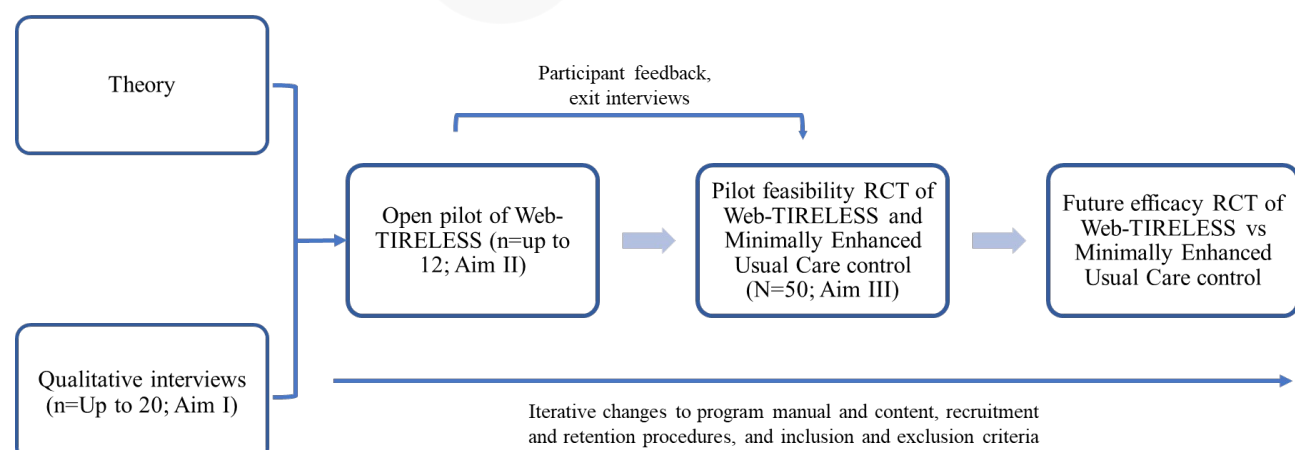 Theory
Participant feedback,
exit interviews
Open pilot of Web-
TIRELESS (n=up to
12; Aim II)
Pilot feasibility RCT of
Web-TIRELESS and
Minimally Enhanced
Usual Care control
(N=50; Aim III)
Future efficacy RCT of
Web-TIRELESS vs
Minimally Enhanced
Usual Care control
Qualitative interviews
(n=Up to 20; Aim I)
Iterative changes to program manual and content, recruitment
and retention procedures, and inclusion and exclusion criteria